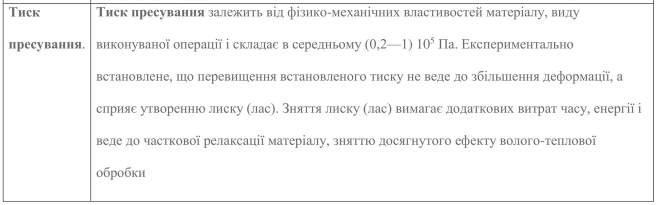 Тиск
пресування.
Тиск пресування залежить від фізико-механічних властивостей матеріалу, виду
виконуваної операції і складає в середньому (0,2—1) 10⁵ Па. Експериментально
встановлене, що перевищення встановленого тиску не веде до збільшення деформації, а
сприяє утворенню лиску (лас). Зняття лиску (лас) вимагає додаткових витрат часу, енергії і
веде до часткової релаксації матеріалу, зняттю досягнутого ефекту волого-теплової
обробки